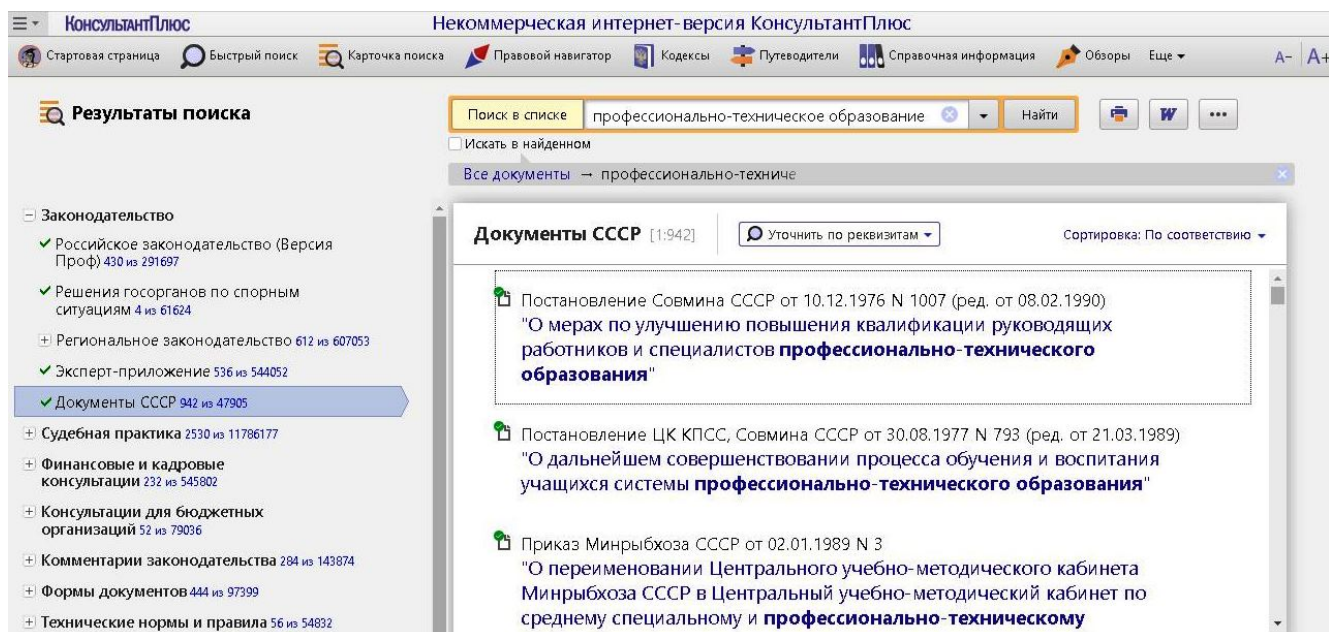 КонсультантПлюс
Некоммерческая интернет-версия КонсультантПлюс
Стартовая страница Быстрый поиск Карточка поиска Правовой навигатор Кодексы Путеводители Справочная информация Обзоры Еще A- A+
Результаты поиска
Поиск в списке профессионально-техническое образование Найти W ...
Искать в найденном
Все документы → профессионально-техниче
Законодательство
Российское законодательство (Версия
Проф) 430 из 291697
Решения госорганов по спорным
ситуациям 4 из 61624
Региональное законодательство 612 из 607053
Эксперт-приложение 536 из 544052
Документы СССР 942 из 47905
Судебная практика 2530 из 11786177
Финансовые и кадровые
консультации 232 из 545802
Консультации для бюджетных
организаций 52 из 79036
Комментарии законодательства 284 из 143874
Формы документов 444 из 97399
Технические нормы и правила 56 из 54832
Документы СССР [1:942] Уточнить по реквизитам Сортировка: По соответствию
Постановление Совмина СССР от 10.12.1976 N 1007 (ред. от 08.02.1990)
"О мерах по улучшению повышения квалификации руководящих
работников и специалистов профессионально-технического
образования"
Постановление ЦК КПСС, Совмина СССР от 30.08.1977 N 793 (ред. от 21.03.1989)
"О дальнейшем совершенствовании процесса обучения и воспитания
учащихся системы профессионально-технического образования"
Приказ Минрыбхоза СССР от 02.01.1989 N 3
"О переименовании Центрального учебно-методического кабинета
Минрыбхоза СССР в Центральный учебно-методический кабинет по
среднему специальному и профессионально-техническому